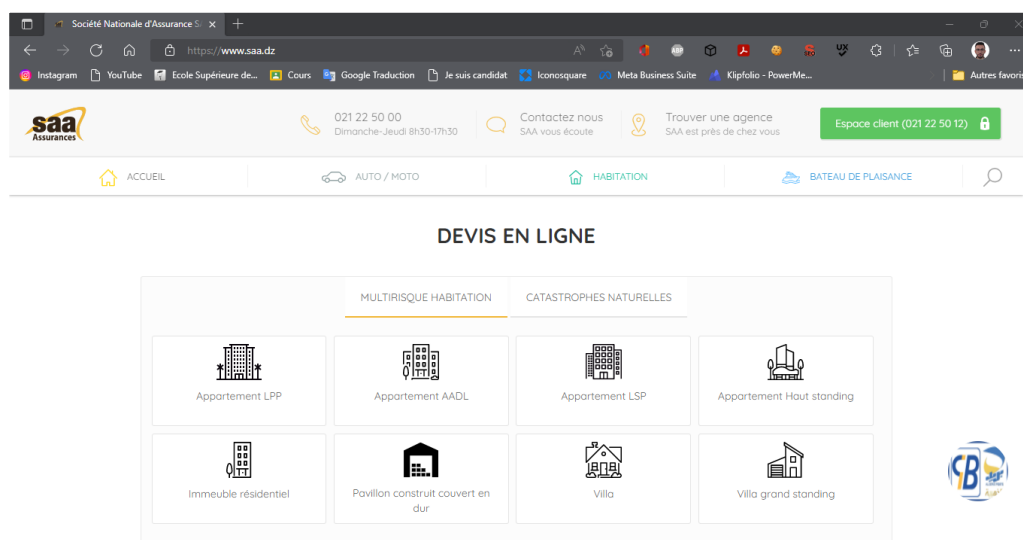 Société Nationale d'Assurance S
https://www.saa.dz
Instagram
YouTube
Ecole Supérieure de...
Cours
Google Traduction
Je suis candidat
Iconosquare
Meta Business Suite
Klipfolio - PowerMe...
Autres favoris
saa
Assurances
021 22 50 00
Dimanche-Jeudi 8h30-17h30
Contactez nous
SAA vous écoute
Trouver une agence
SAA est près de chez vous
Espace client (021 22 50 12)
ACCUEIL
AUTO / MOTO
HABITATION
BATEAU DE PLAISANCE
DEVIS EN LIGNE
MULTIRISQUE HABITATION
CATASTROPHES NATURELLES
Appartement LPP
Appartement AADL
Appartement LSP
Appartement Haut standing
Immeuble résidentiel
Pavillon construit couvert en
dur
Villa
Villa grand standing